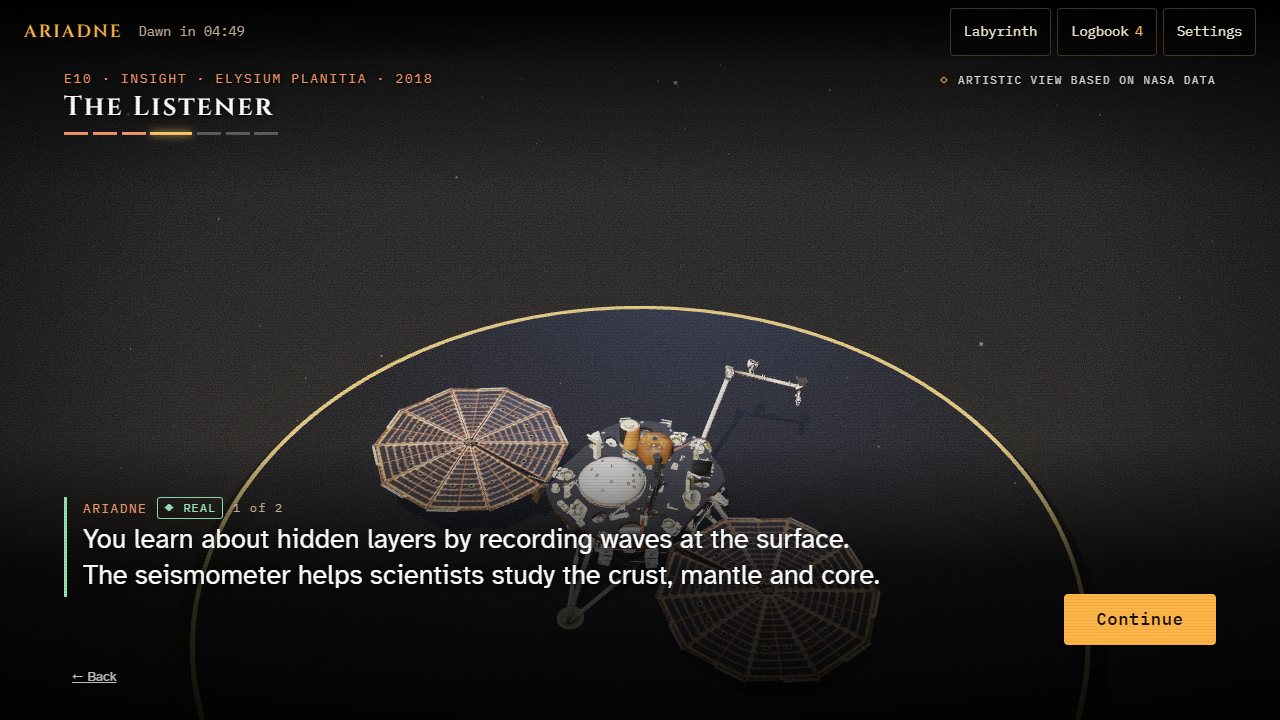 ARIADNE Dawn in 04:49 Labyrinth Logbook 4 Settings
E10 · INSIGHT · ELYSIUM PLANITIA · 2018
◇ ARTISTIC VIEW BASED ON NASA DATA
The Listener
ARIADNE ◆ REAL 1 of 2
You learn about hidden layers by recording waves at the surface.
The seismometer helps scientists study the crust, mantle and core.
Continue
← Back